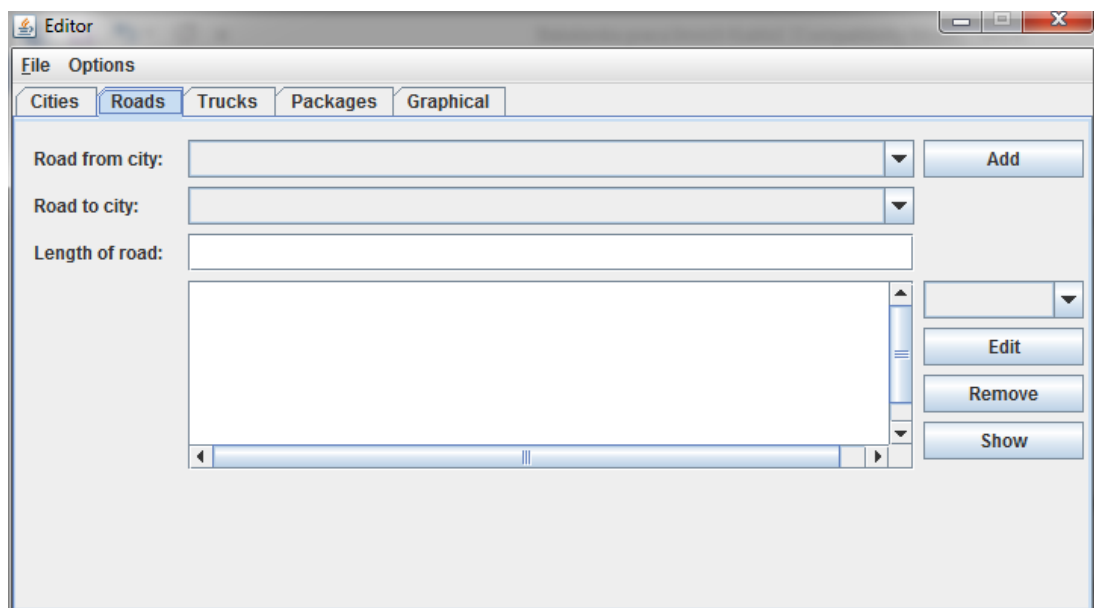 Editor
File Options
Cities Roads Trucks Packages Graphical
Road from city: Add
Road to city:
Length of road:
Edit
Remove
Show